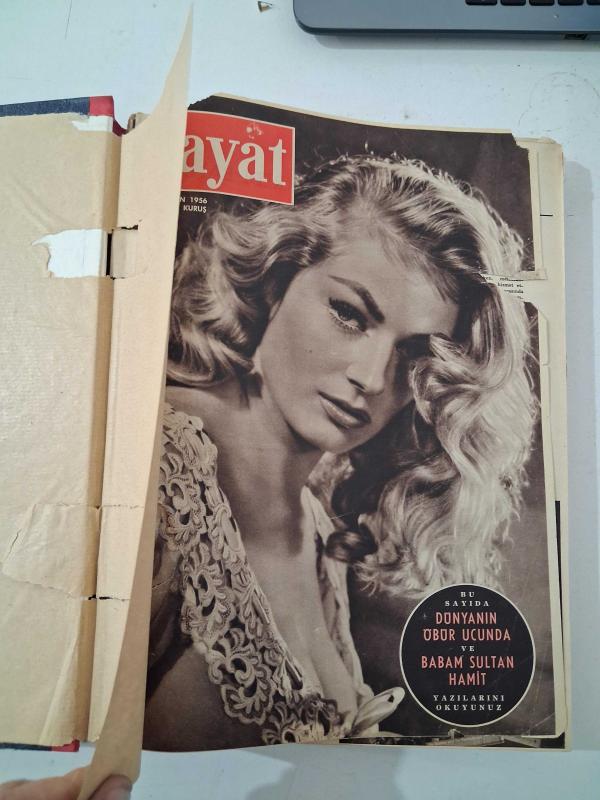 ayat
N 1956
KURUŞ
BU
SAYIDA
DÜNYANIN
ÖBÜR UCUNDA
VE
BABAM SULTAN
HAMİT
YAZILARINI
OKUYUNUZ